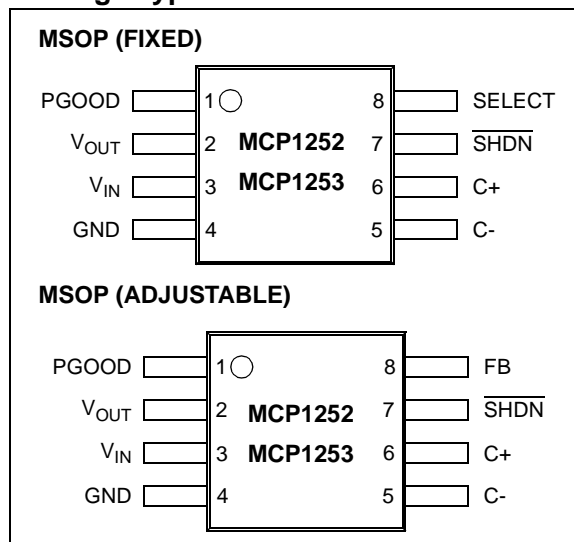 MSOP (FIXED)
PGOOD 1 8 SELECT
VOUT 2 MCP1252 7 SHDN
VIN 3 MCP1253 6 C+
GND 4 5 C-
MSOP (ADJUSTABLE)
PGOOD 1 8 FB
VOUT 2 MCP1252 7 SHDN
VIN 3 MCP1253 6 C+
GND 4 5 C-